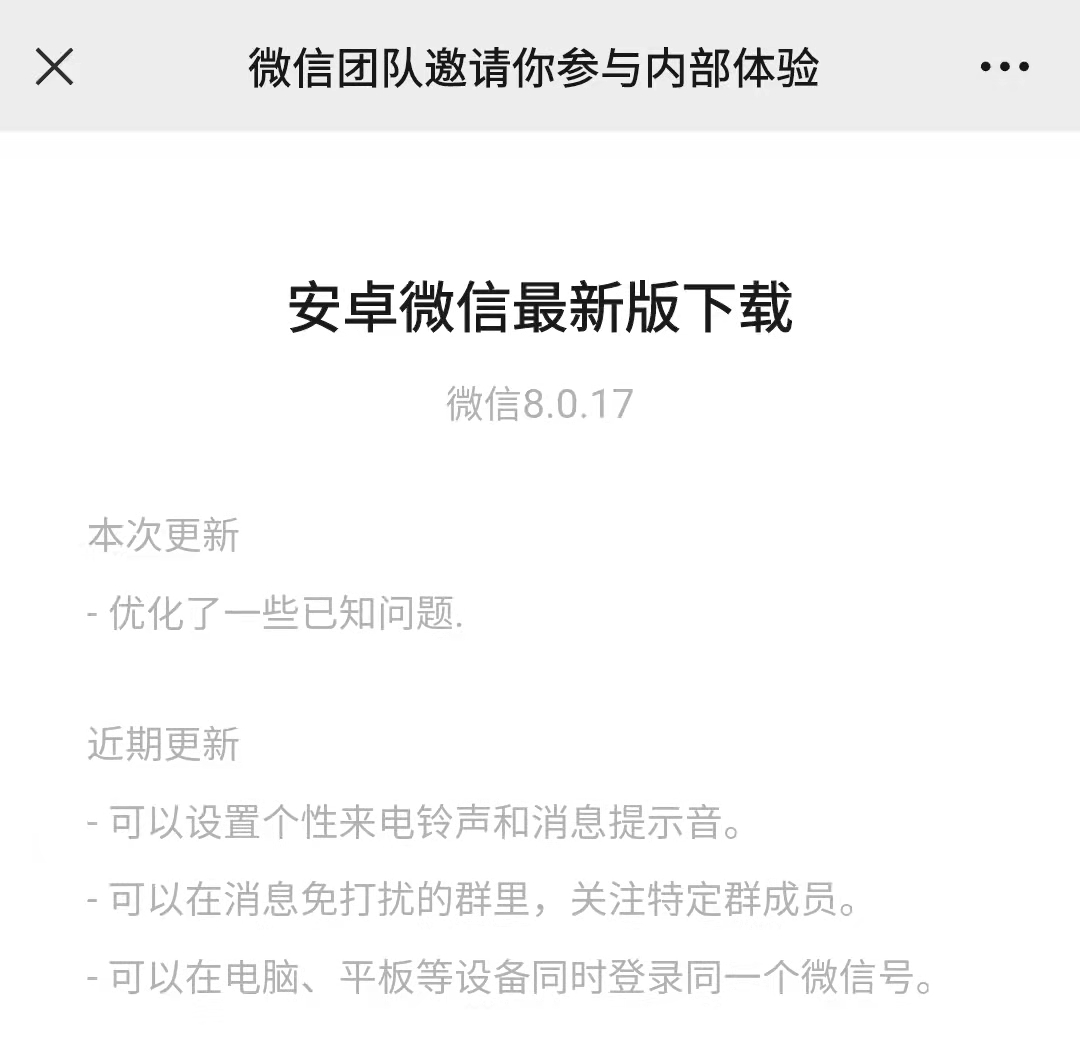 微信团队邀请你参与内部体验
安卓微信最新版下载
微信8.0.17
本次更新
- 优化了一些已知问题.
近期更新
- 可以设置个性来电铃声和消息提示音。
- 可以在消息免打扰的群里，关注特定群成员。
- 可以在电脑、平板等设备同时登录同一个微信号。